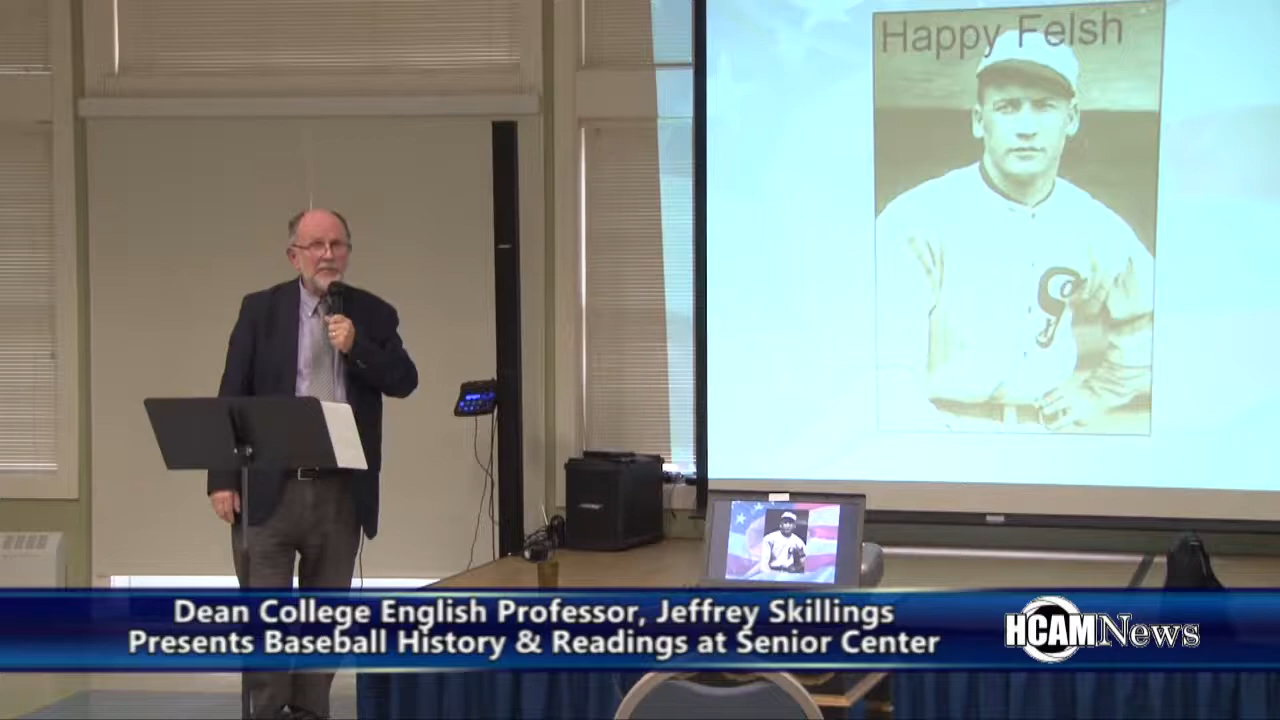 Happy Felsh
Dean College English Professor, Jeffrey Skillings
Presents Baseball History & Readings at Senior Center
HCAMNews